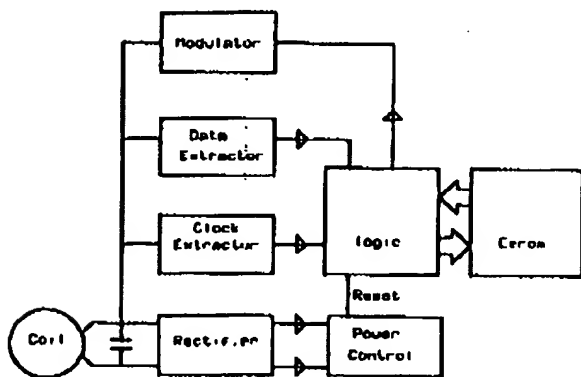 Modulator
Data
Extractor
Clock
Extractor
logic
Eerom
Reset
Coil
Rectifier
Power
Control